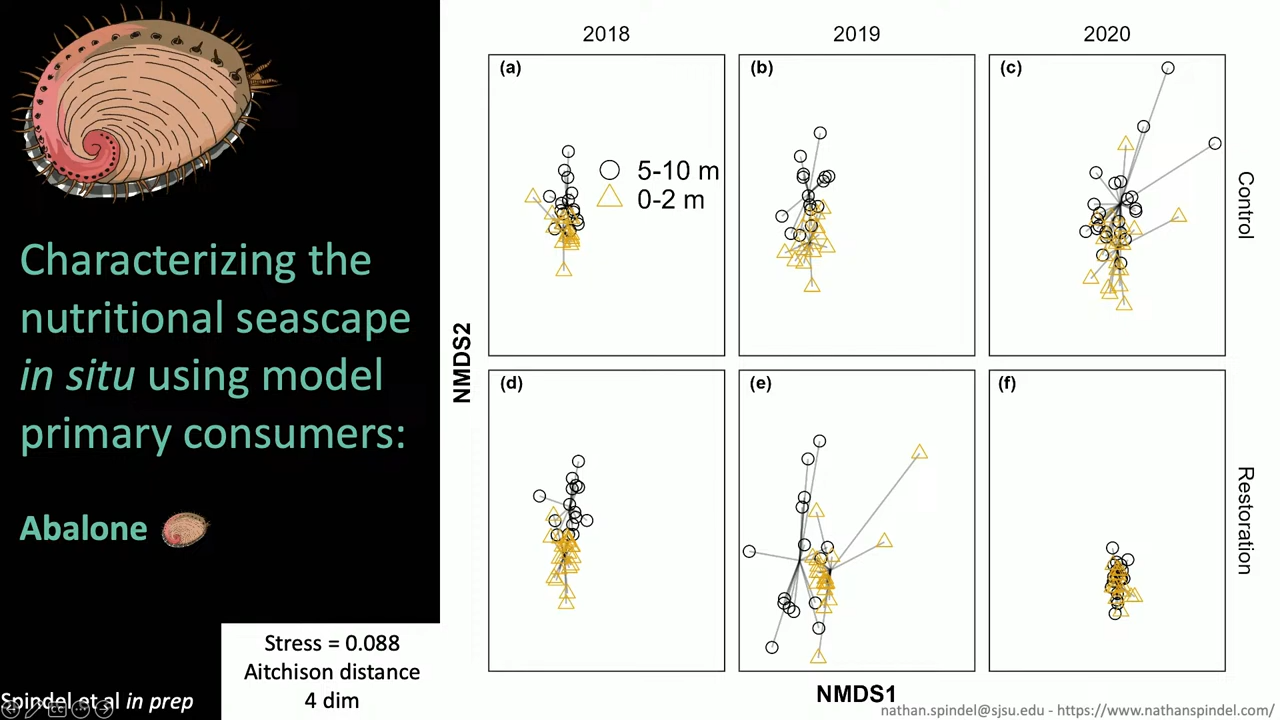 Characterizing the
nutritional seascape
in situ using model
primary consumers:
Abalone
Stress = 0.088
Aitchison distance
4 dim
Spindel et al in prep
2018
2019
2020
(a)
(b)
(c)
5-10 m
0-2 m
Control
NMDS2
(d)
(e)
(f)
Restoration
NMDS1
nathan.spindel@sjsu.edu - https://www.nathanspindel.com/